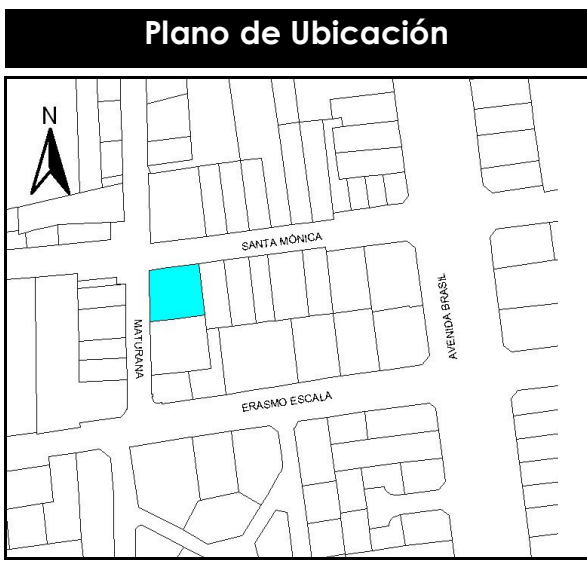 Plano de Ubicación
N
SANTA MÓNICA
MATURANA
AVENIDA BRASIL
ERASMO ESCALA